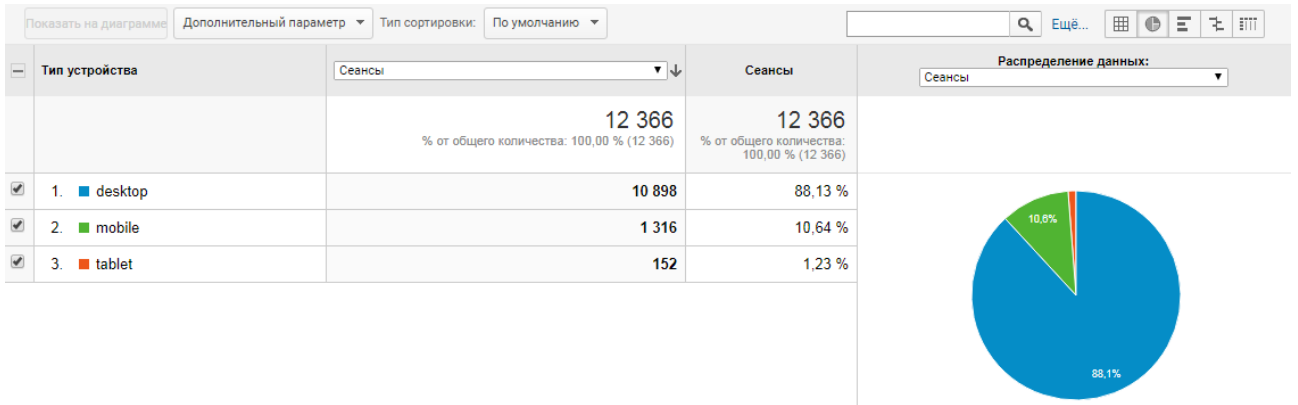 Показать на диаграмме Дополнительный параметр Тип сортировки: По умолчанию Ещё...
Тип устройства Сеансы Сеансы Распределение данных:
Сеансы
12 366 12 366
% от общего количества: 100,00 % (12 366) % от общего количества:
100,00 % (12 366)
1. desktop 10 898 88,13 %
2. mobile 1 316 10,64 %
3. tablet 152 1,23 %
10,6%
88,1%